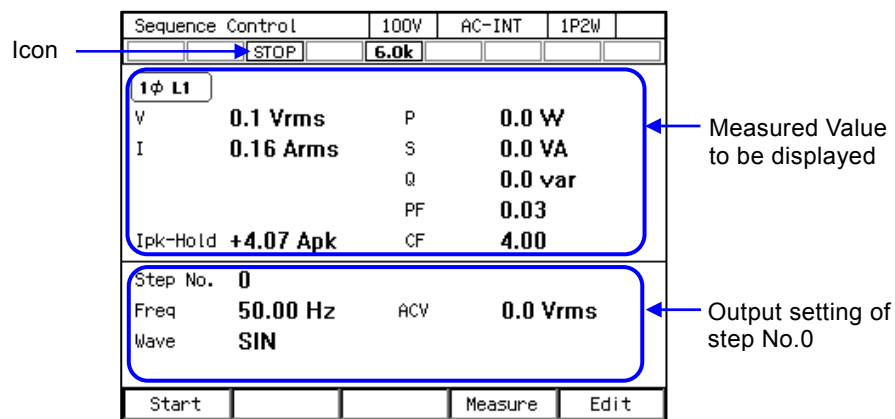 Sequence Control 100V AC-INT 1P2W
Icon STOP 6.0k
1ϕ L1
V 0.1 Vrms P 0.0 W
I 0.16 Arms S 0.0 VA
Q 0.0 var
PF 0.03
Ipk-Hold +4.07 Apk CF 4.00
Measured Value
to be displayed
Step No. 0
Freq 50.00 Hz ACV 0.0 Vrms
Wave SIN
Output setting of
step No.0
Start Measure Edit